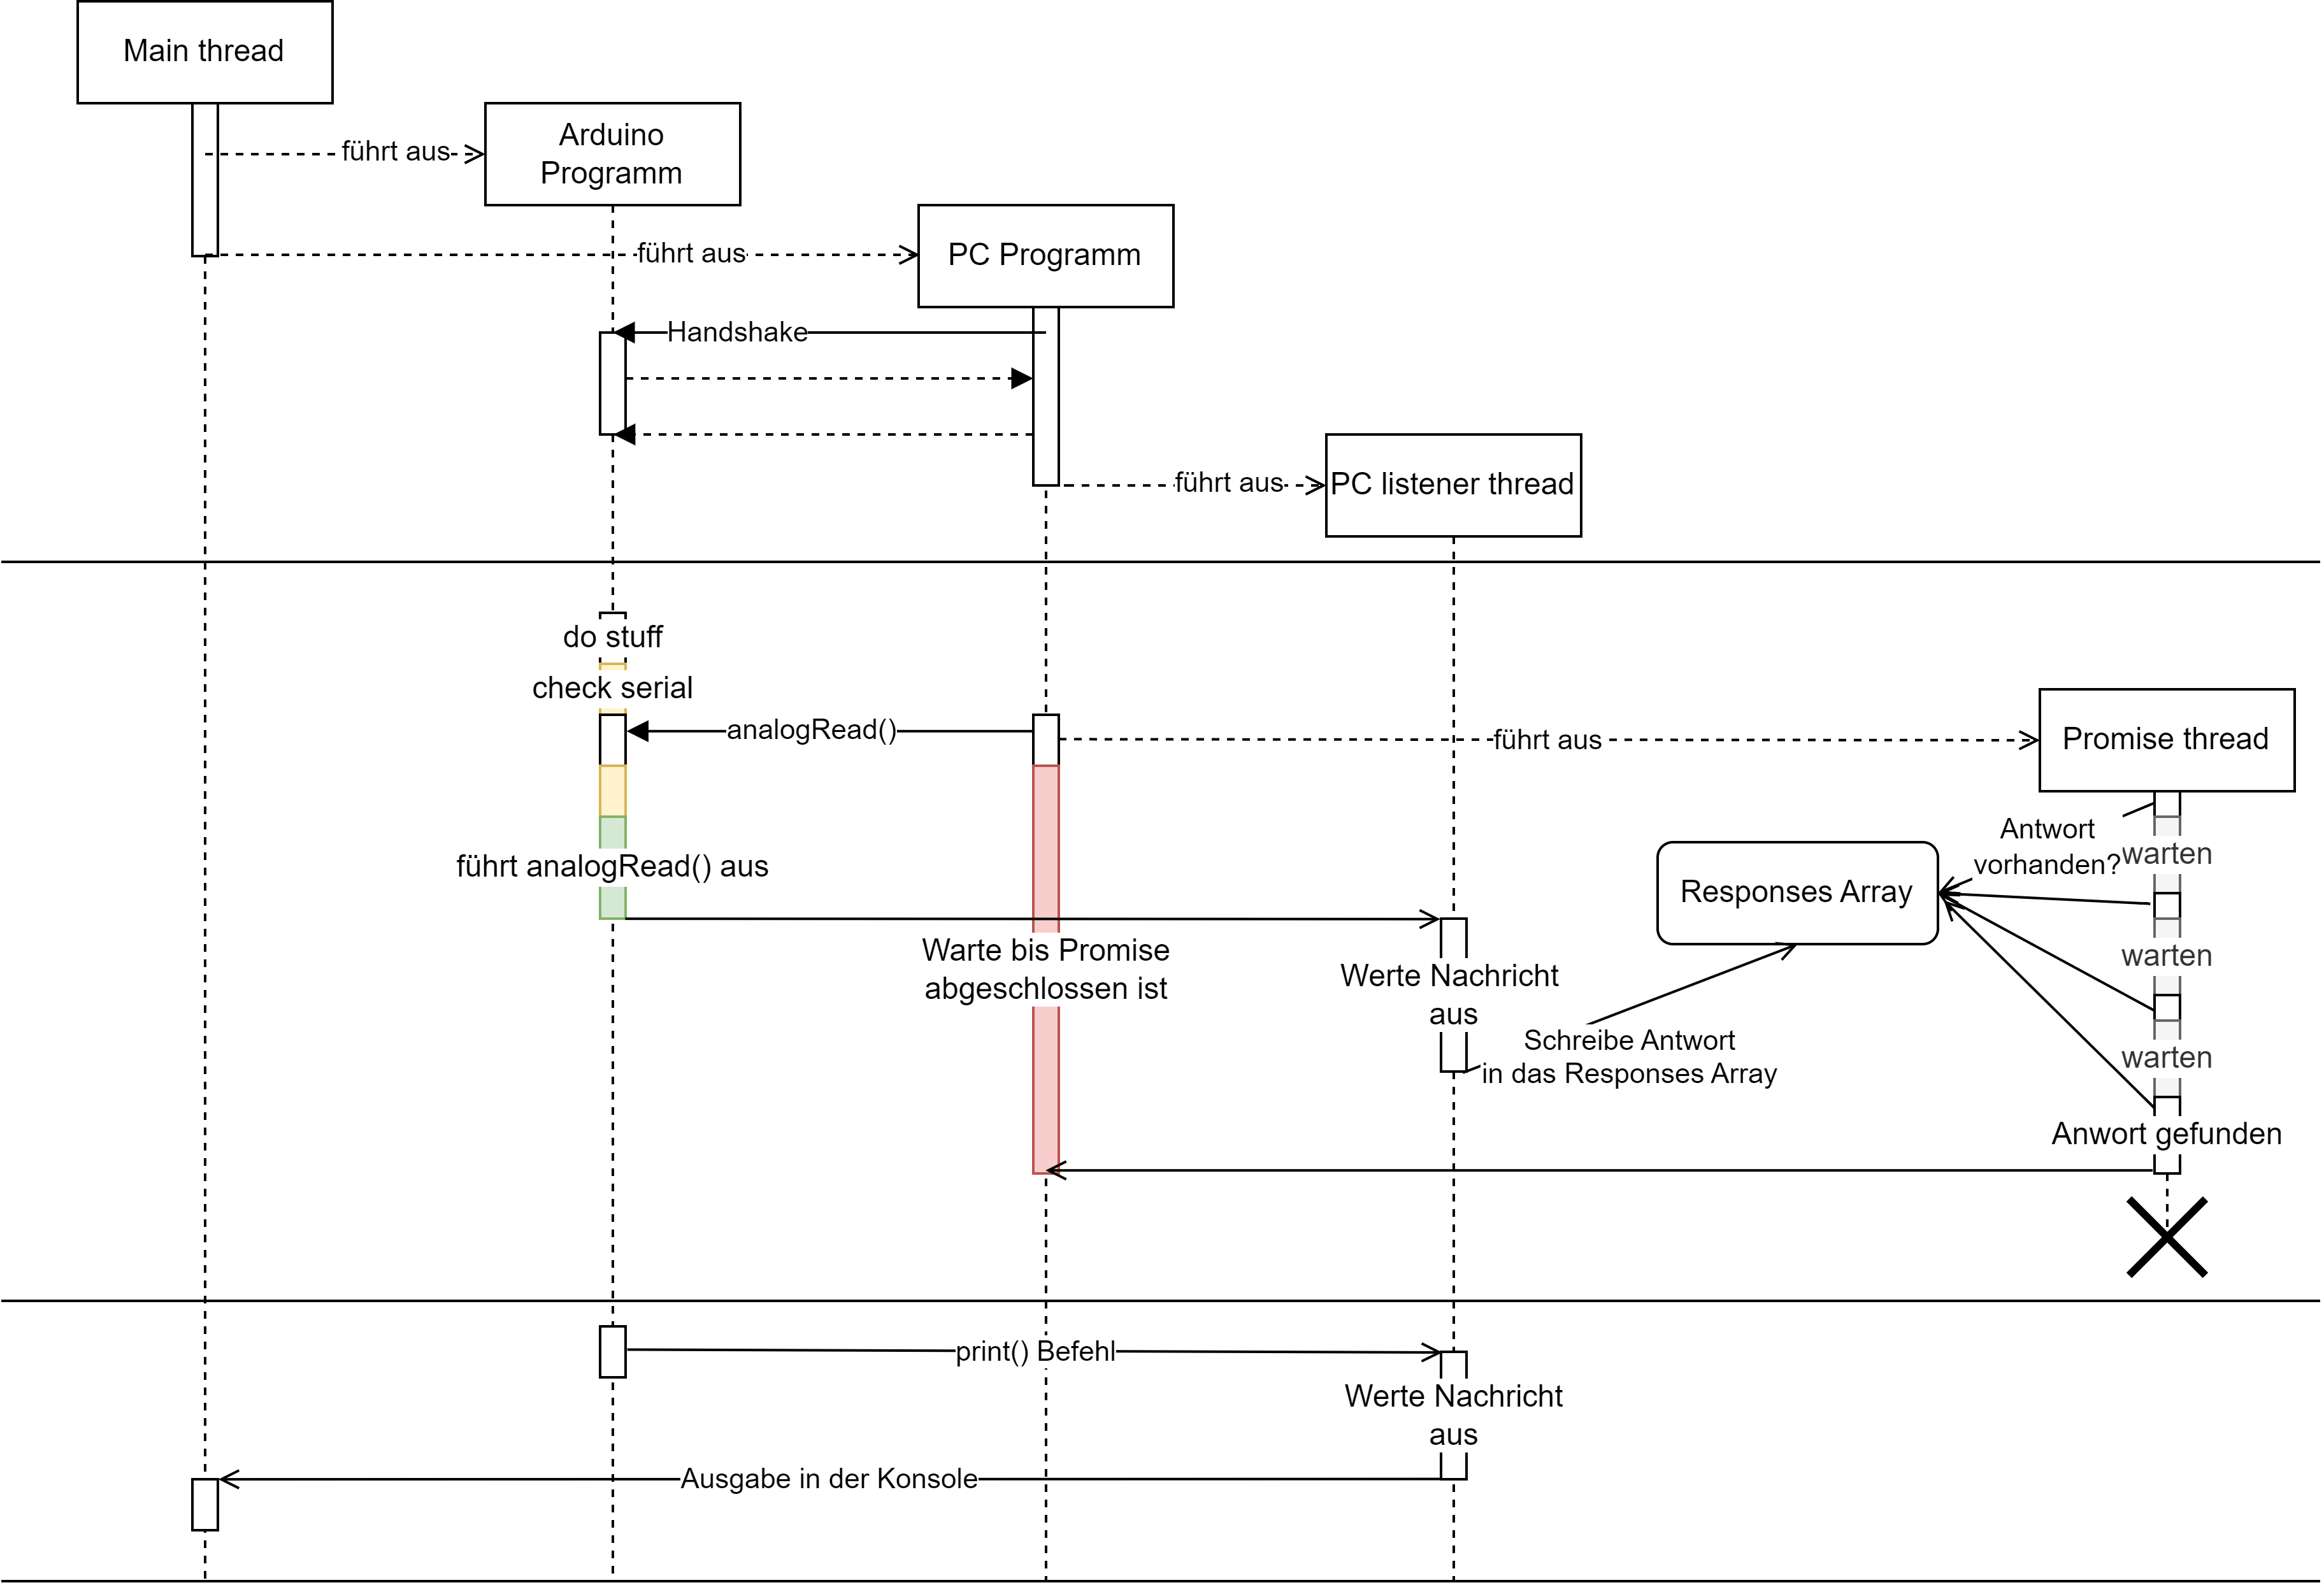 Main thread
Arduino
Programm
führt aus
PC Programm
führt aus
Handshake
führt aus
PC listener thread
do stuff
check serial
analogRead()
führt aus
Promise thread
Antwort
vorhanden?
warten
führt analogRead() aus
Responses Array
Warte bis Promise
abgeschlossen ist
Werte Nachricht
aus
warten
Schreibe Antwort
in das Responses Array
warten
Anwort gefunden
print() Befehl
Werte Nachricht
aus
Ausgabe in der Konsole